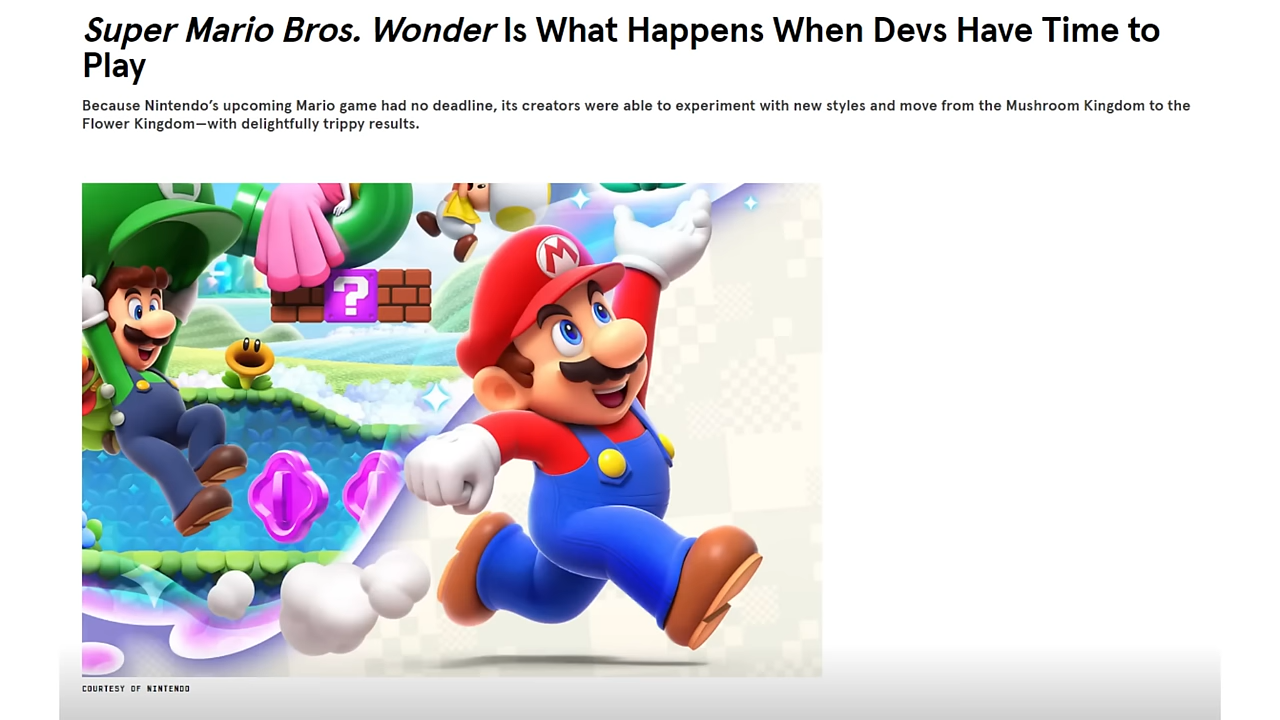 Super Mario Bros. Wonder Is What Happens When Devs Have Time to
Play
Because Nintendo’s upcoming Mario game had no deadline, its creators were able to experiment with new styles and move from the Mushroom Kingdom to the
Flower Kingdom—with delightfully trippy results.
M
?
COURTESY OF NINTENDO